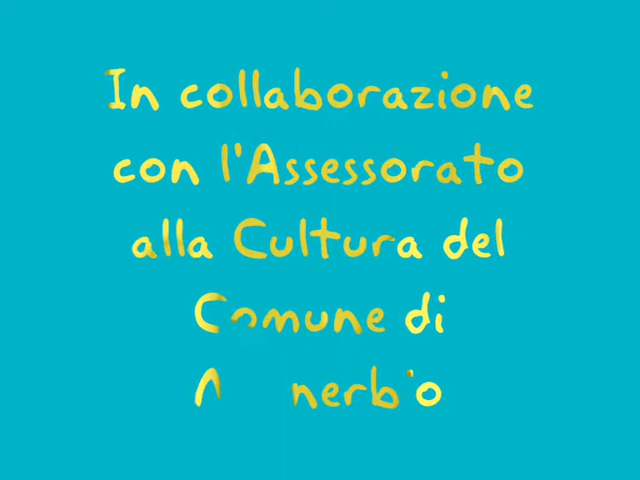 In collaborazione
con l'Assessorato
alla Cultura del
Comune di